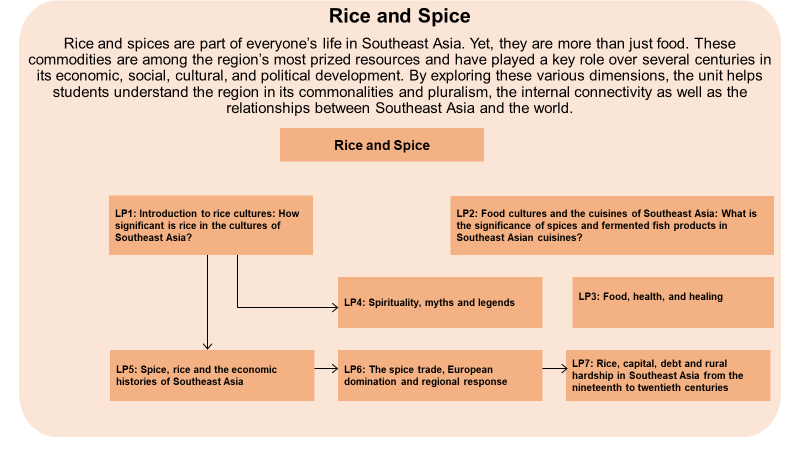 Rice and Spice
Rice and spices are part of everyone’s life in Southeast Asia. Yet, they are more than just food. These
commodities are among the region’s most prized resources and have played a key role over several centuries in
its economic, social, cultural, and political development. By exploring these various dimensions, the unit helps
students understand the region in its commonalities and pluralism, the internal connectivity as well as the
relationships between Southeast Asia and the world.
Rice and Spice
LP1: Introduction to rice cultures: How
significant is rice in the cultures of
Southeast Asia?
LP2: Food cultures and the cuisines of Southeast Asia: What is
the significance of spices and fermented fish products in
Southeast Asian cuisines?
LP4: Spirituality, myths and legends
LP3: Food, health, and healing
LP5: Spice, rice and the economic
histories of Southeast Asia
LP6: The spice trade, European
domination and regional response
LP7: Rice, capital, debt and rural
hardship in Southeast Asia from the
nineteenth to twentieth centuries